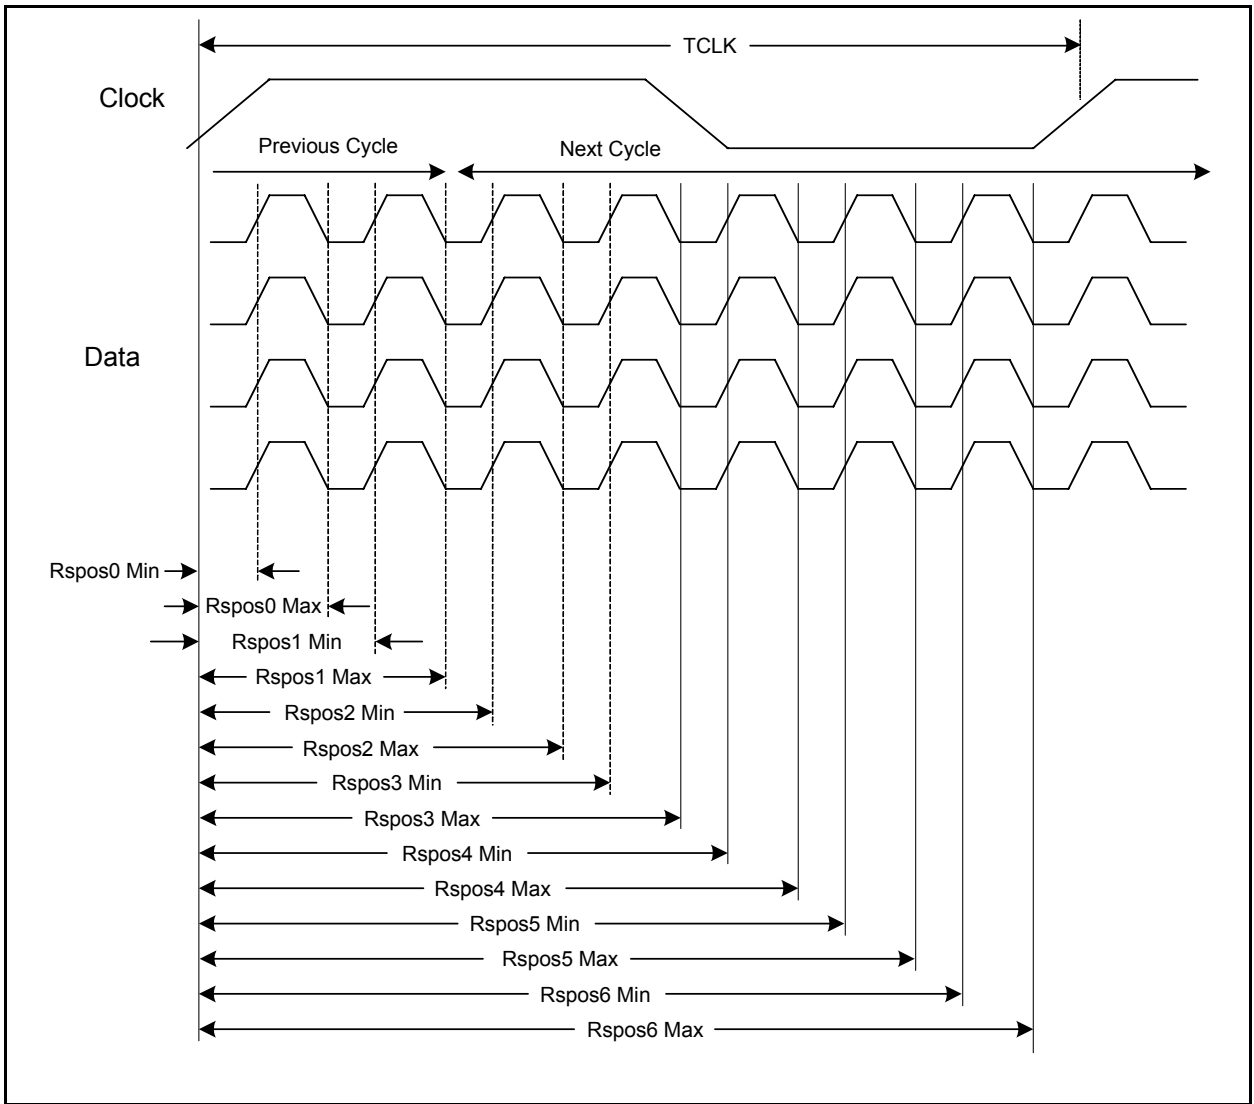 TCLK
Clock
Previous Cycle
Next Cycle
Data
Rspos0 Min
Rspos0 Max
Rspos1 Min
Rspos1 Max
Rspos2 Min
Rspos2 Max
Rspos3 Min
Rspos3 Max
Rspos4 Min
Rspos4 Max
Rspos5 Min
Rspos5 Max
Rspos6 Min
Rspos6 Max